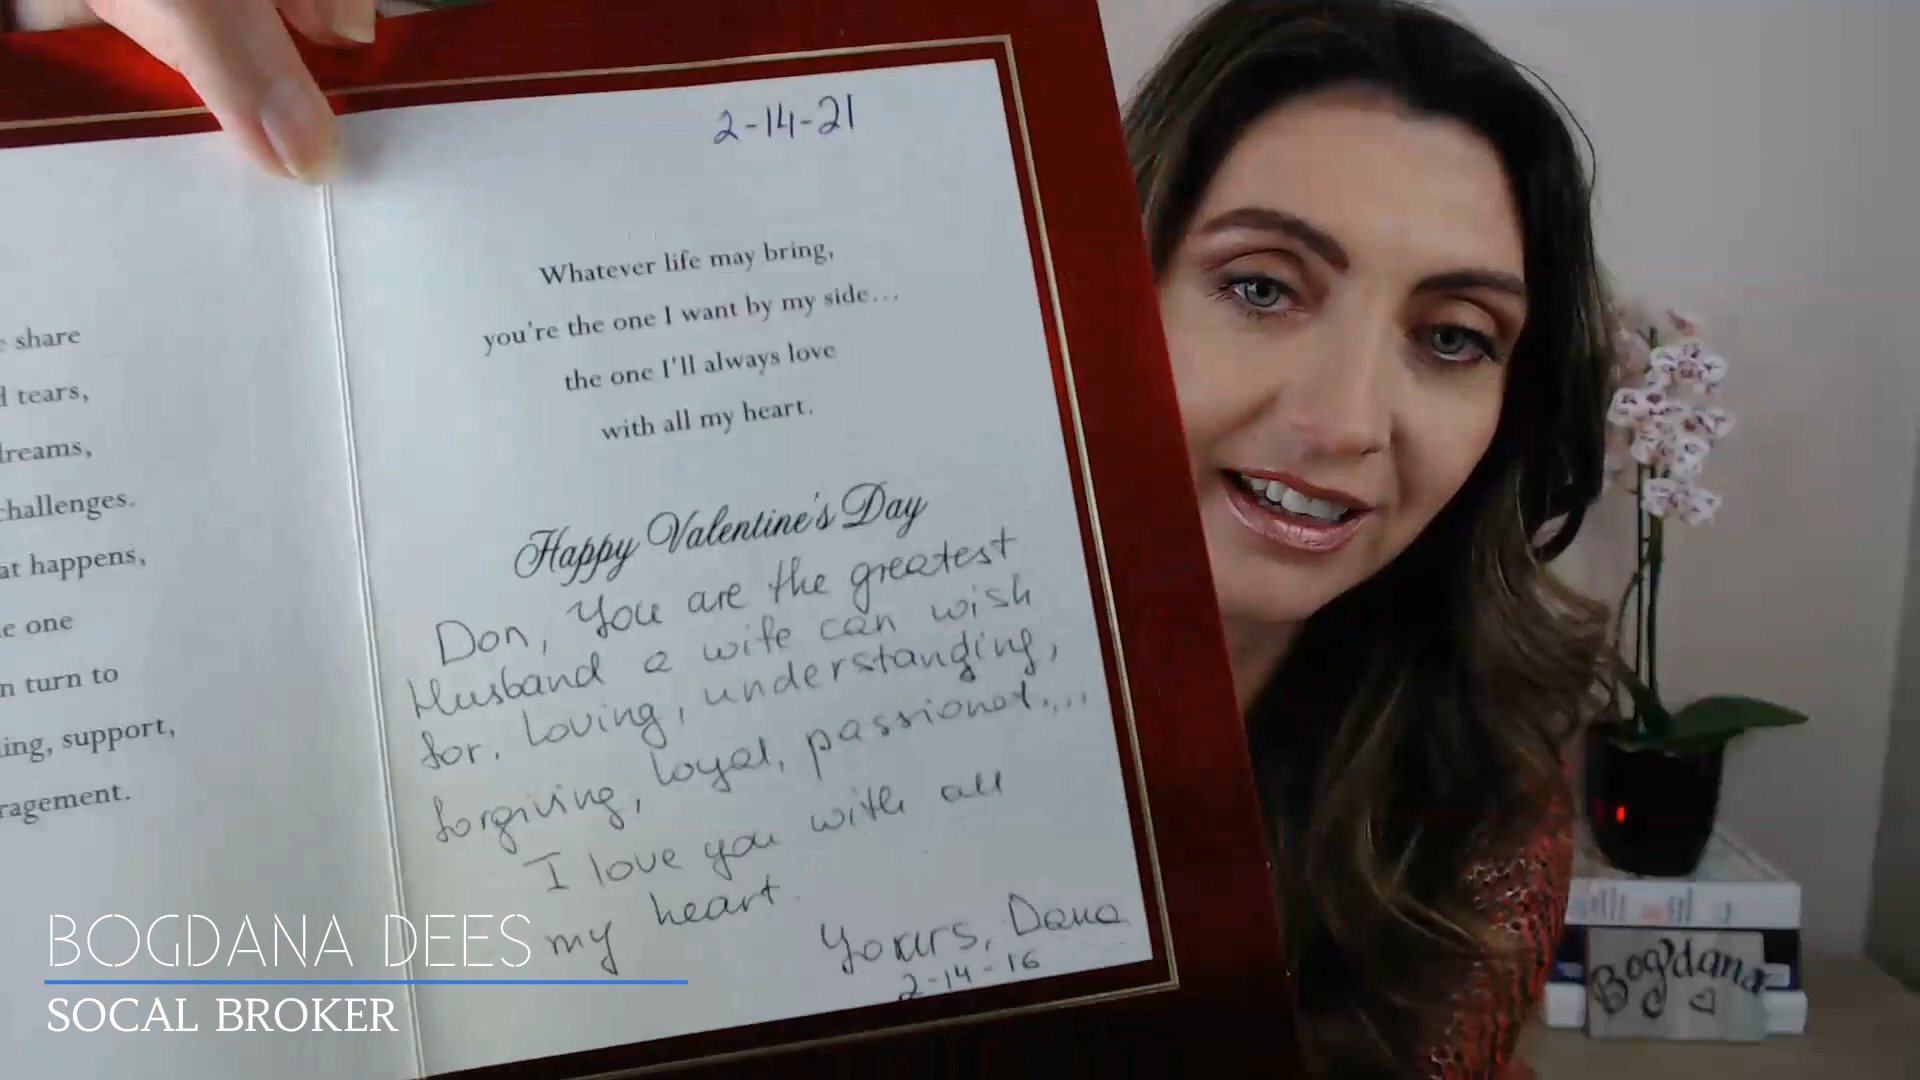 e share
d tears,
dreams,
challenges.
at happens,
e one
n turn to
ing, support,
ragement.
2-14-21
Whatever life may bring,
you're the one I want by my side...
the one I'll always love
with all my heart.
Happy Valentine's Day
Don, You are the greatest
Husband a wife can wish
for. Loving, understanding,
forgiving, loyal, passionat....
I love you with all
my heart.
Yours, Dana
2-14-16
BOGDANA DEES
SOCAL BROKER
Bogdana